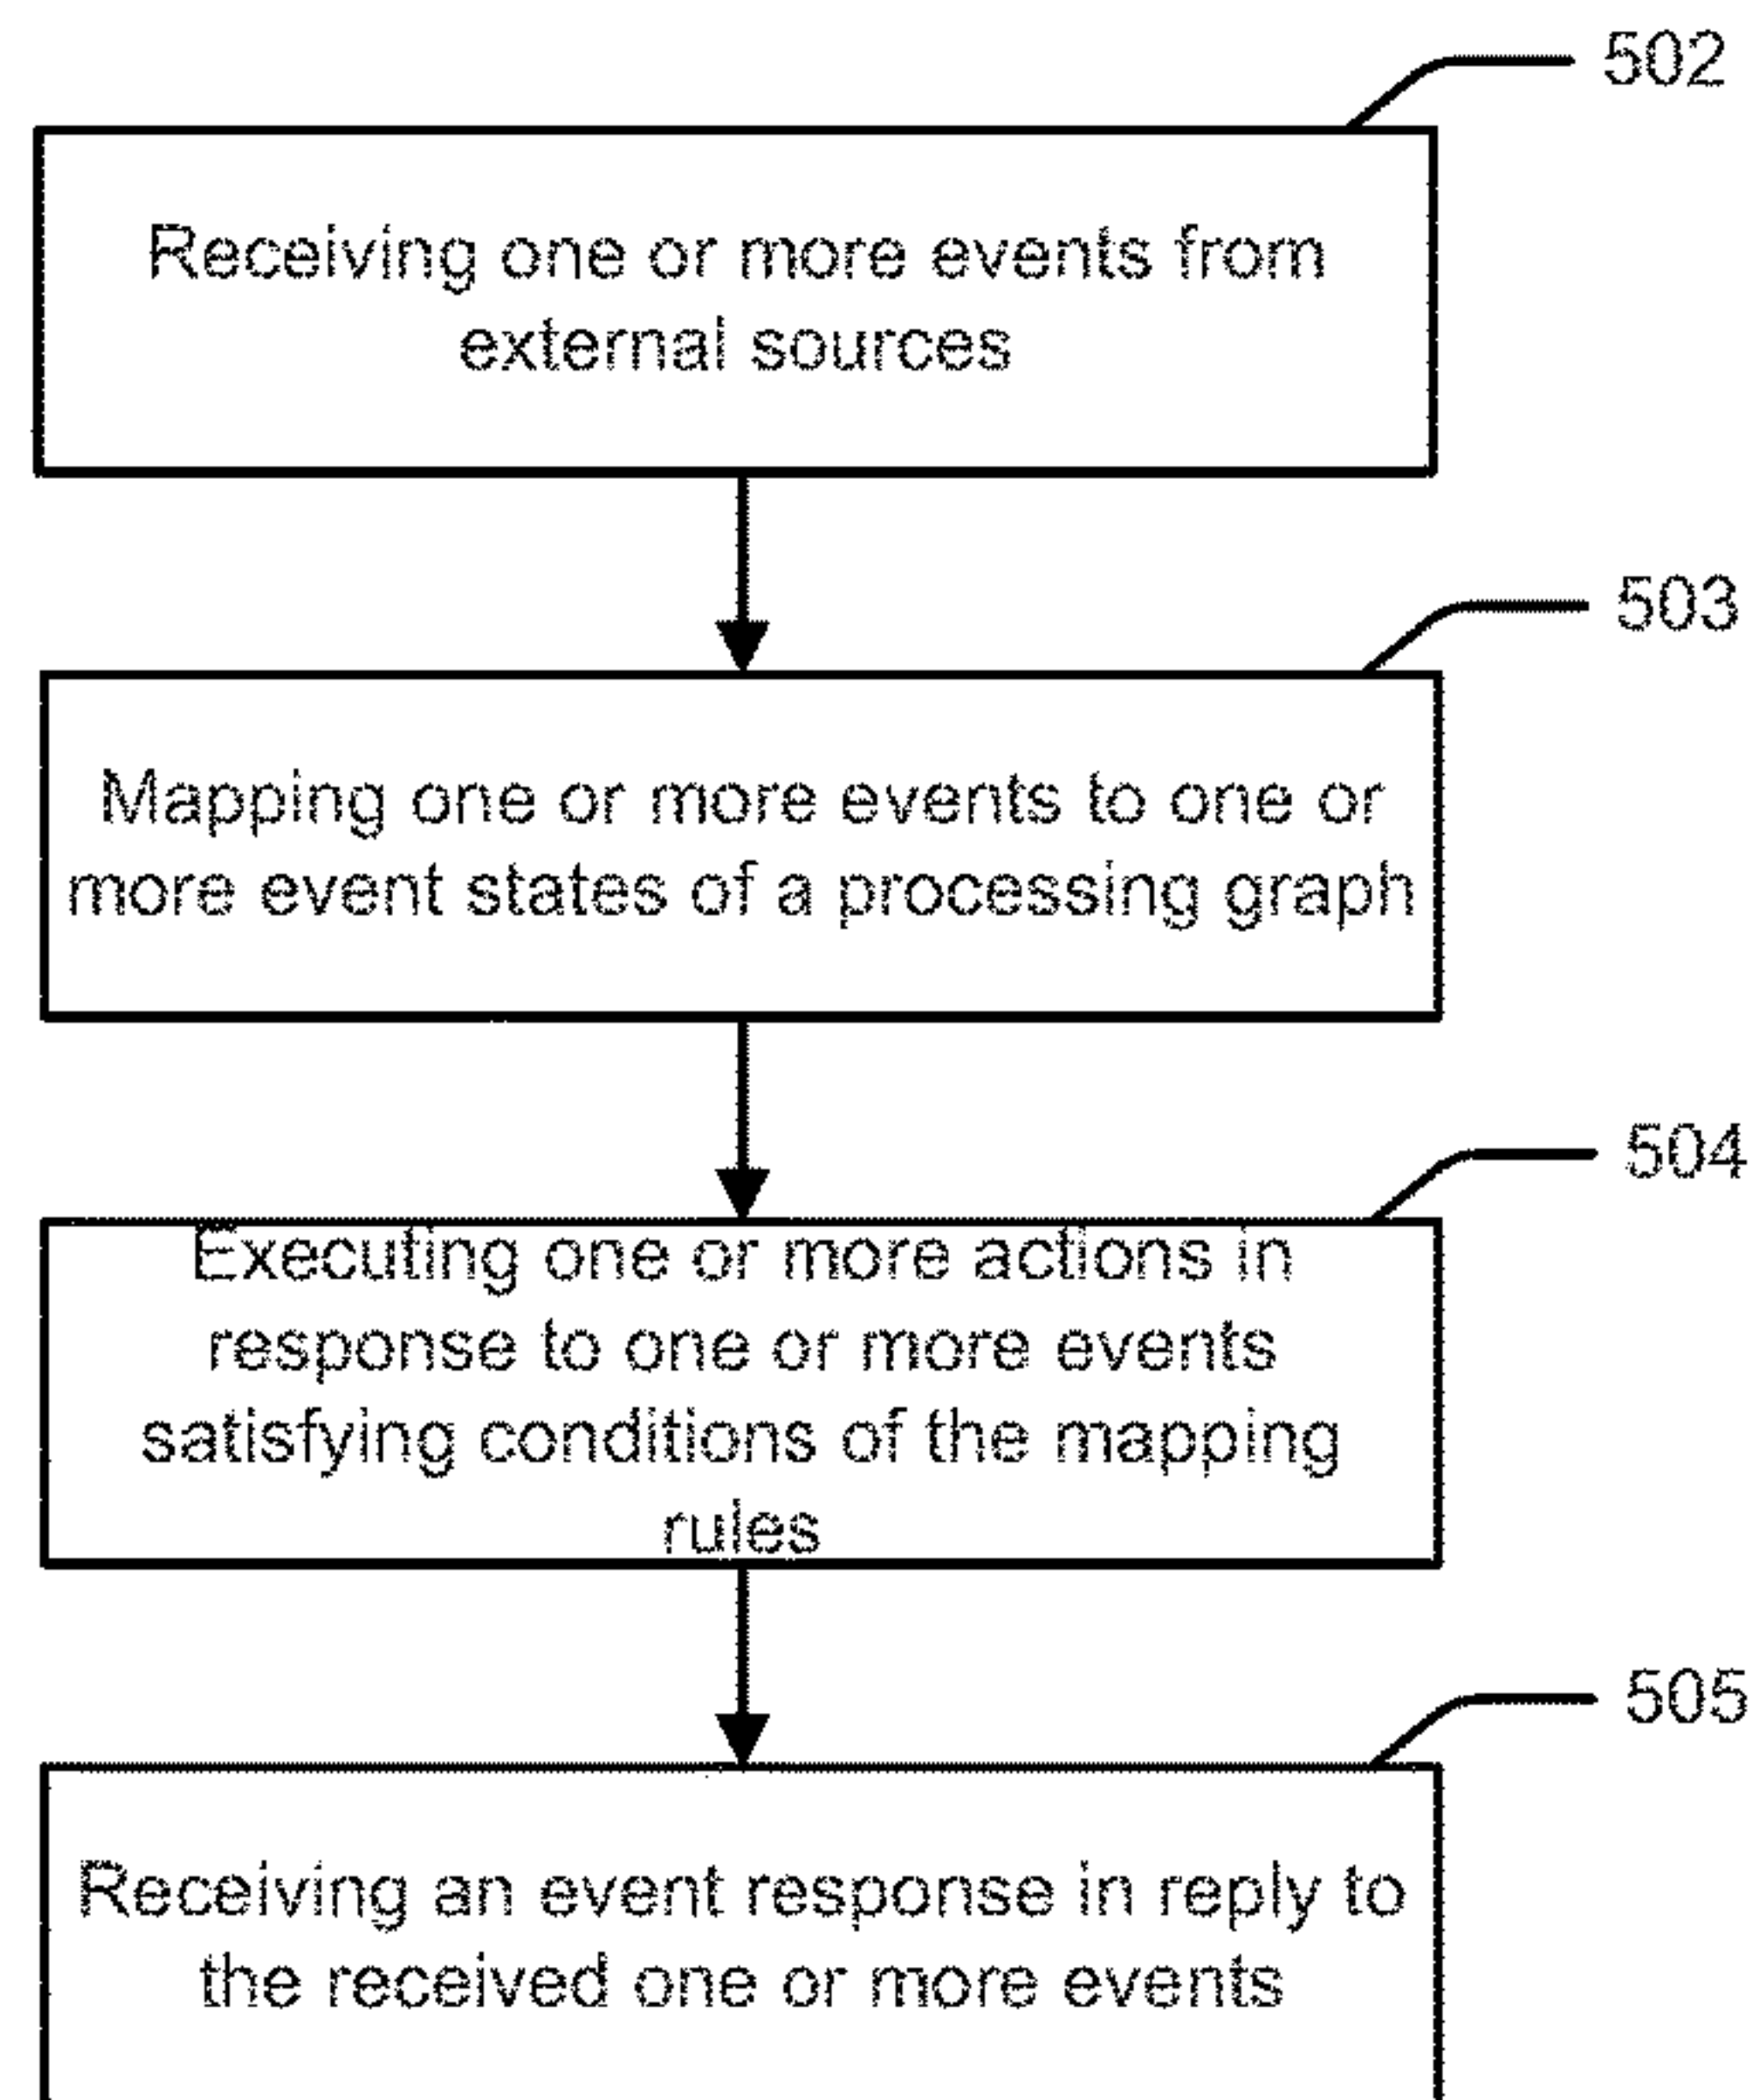 502
Receiving one or more events from
external sources
503
Mapping one or more events to one or
more event states of a processing graph
504
Executing one or more actions in
response to one or more events
satisfying conditions of the mapping
rules
505
Receiving an event response in reply to
the received one or more events